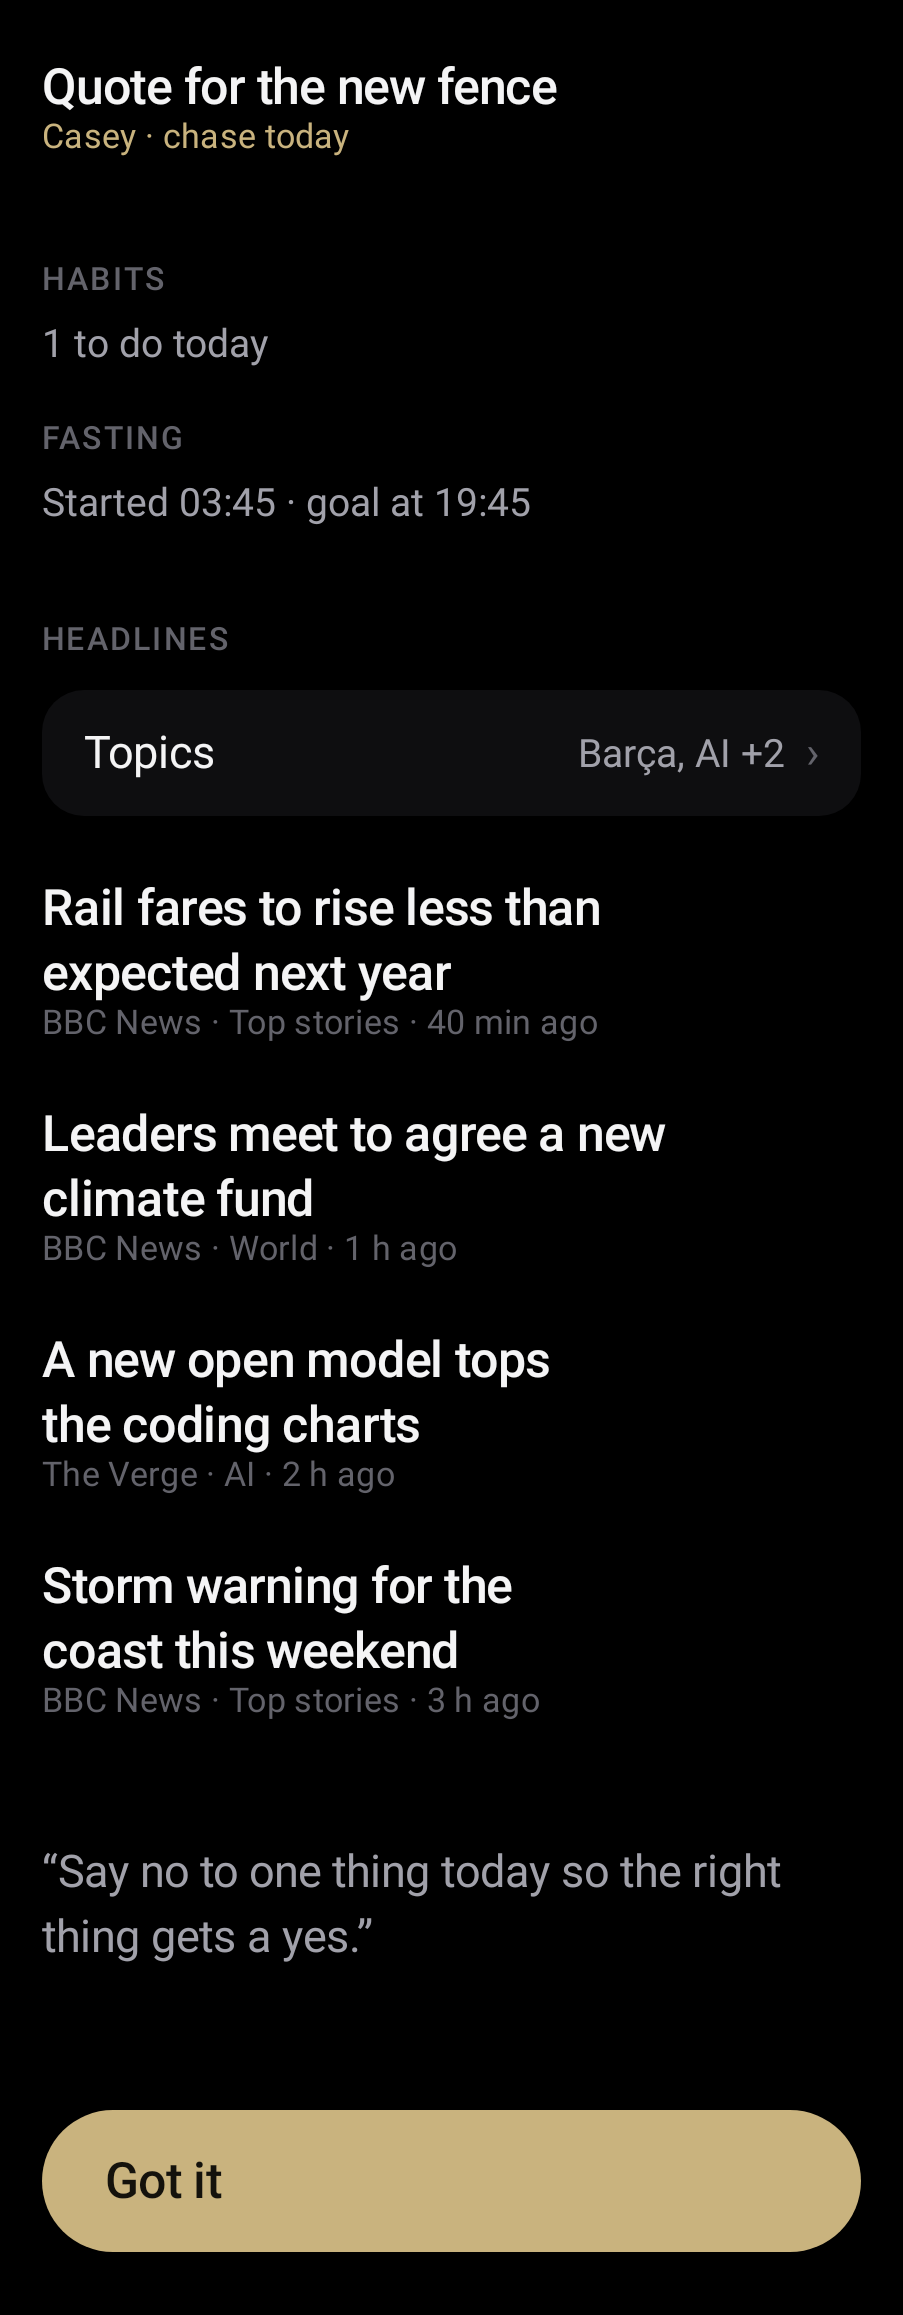 Quote for the new fence
Casey · chase today
HABITS
1 to do today
FASTING
Started 03:45 · goal at 19:45
HEADLINES
Topics Barça, AI +2 ›
Rail fares to rise less than
expected next year
BBC News · Top stories · 40 min ago
Leaders meet to agree a new
climate fund
BBC News · World · 1 h ago
A new open model tops
the coding charts
The Verge · AI · 2 h ago
Storm warning for the
coast this weekend
BBC News · Top stories · 3 h ago
“Say no to one thing today so the right
thing gets a yes.”
Got it